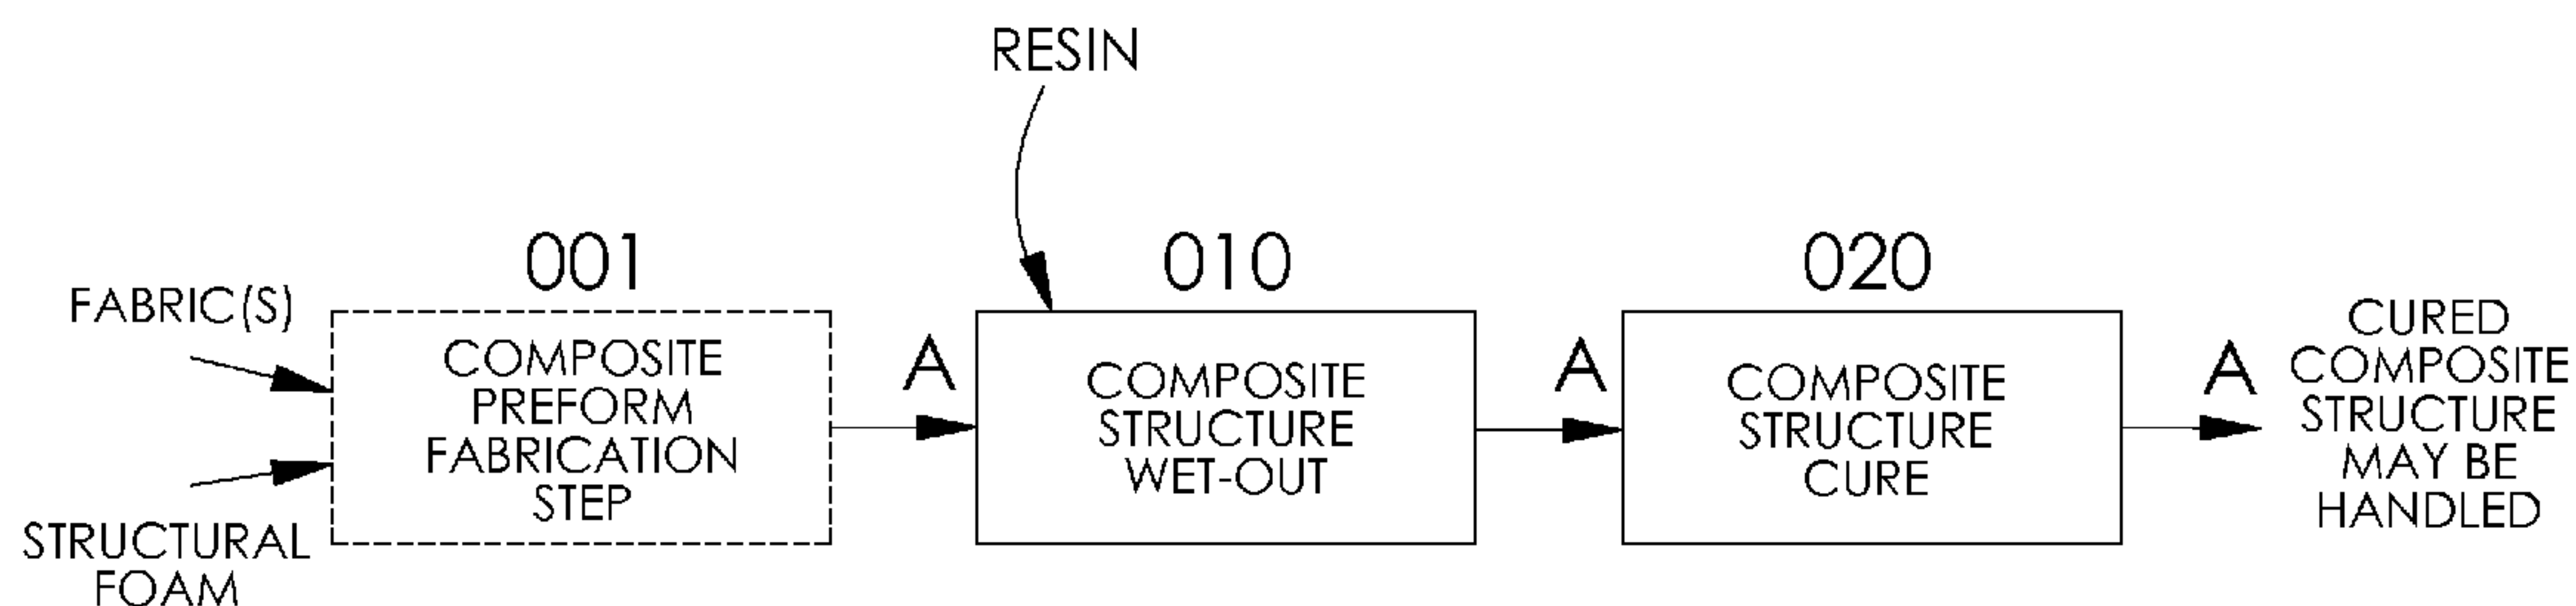 RESIN
001
010
020
FABRIC(S)
STRUCTURAL
FOAM
COMPOSITE
PREFORM
FABRICATION
STEP
A
COMPOSITE
STRUCTURE
WET-OUT
A
COMPOSITE
STRUCTURE
CURE
A
CURED
COMPOSITE
STRUCTURE
MAY BE
HANDLED